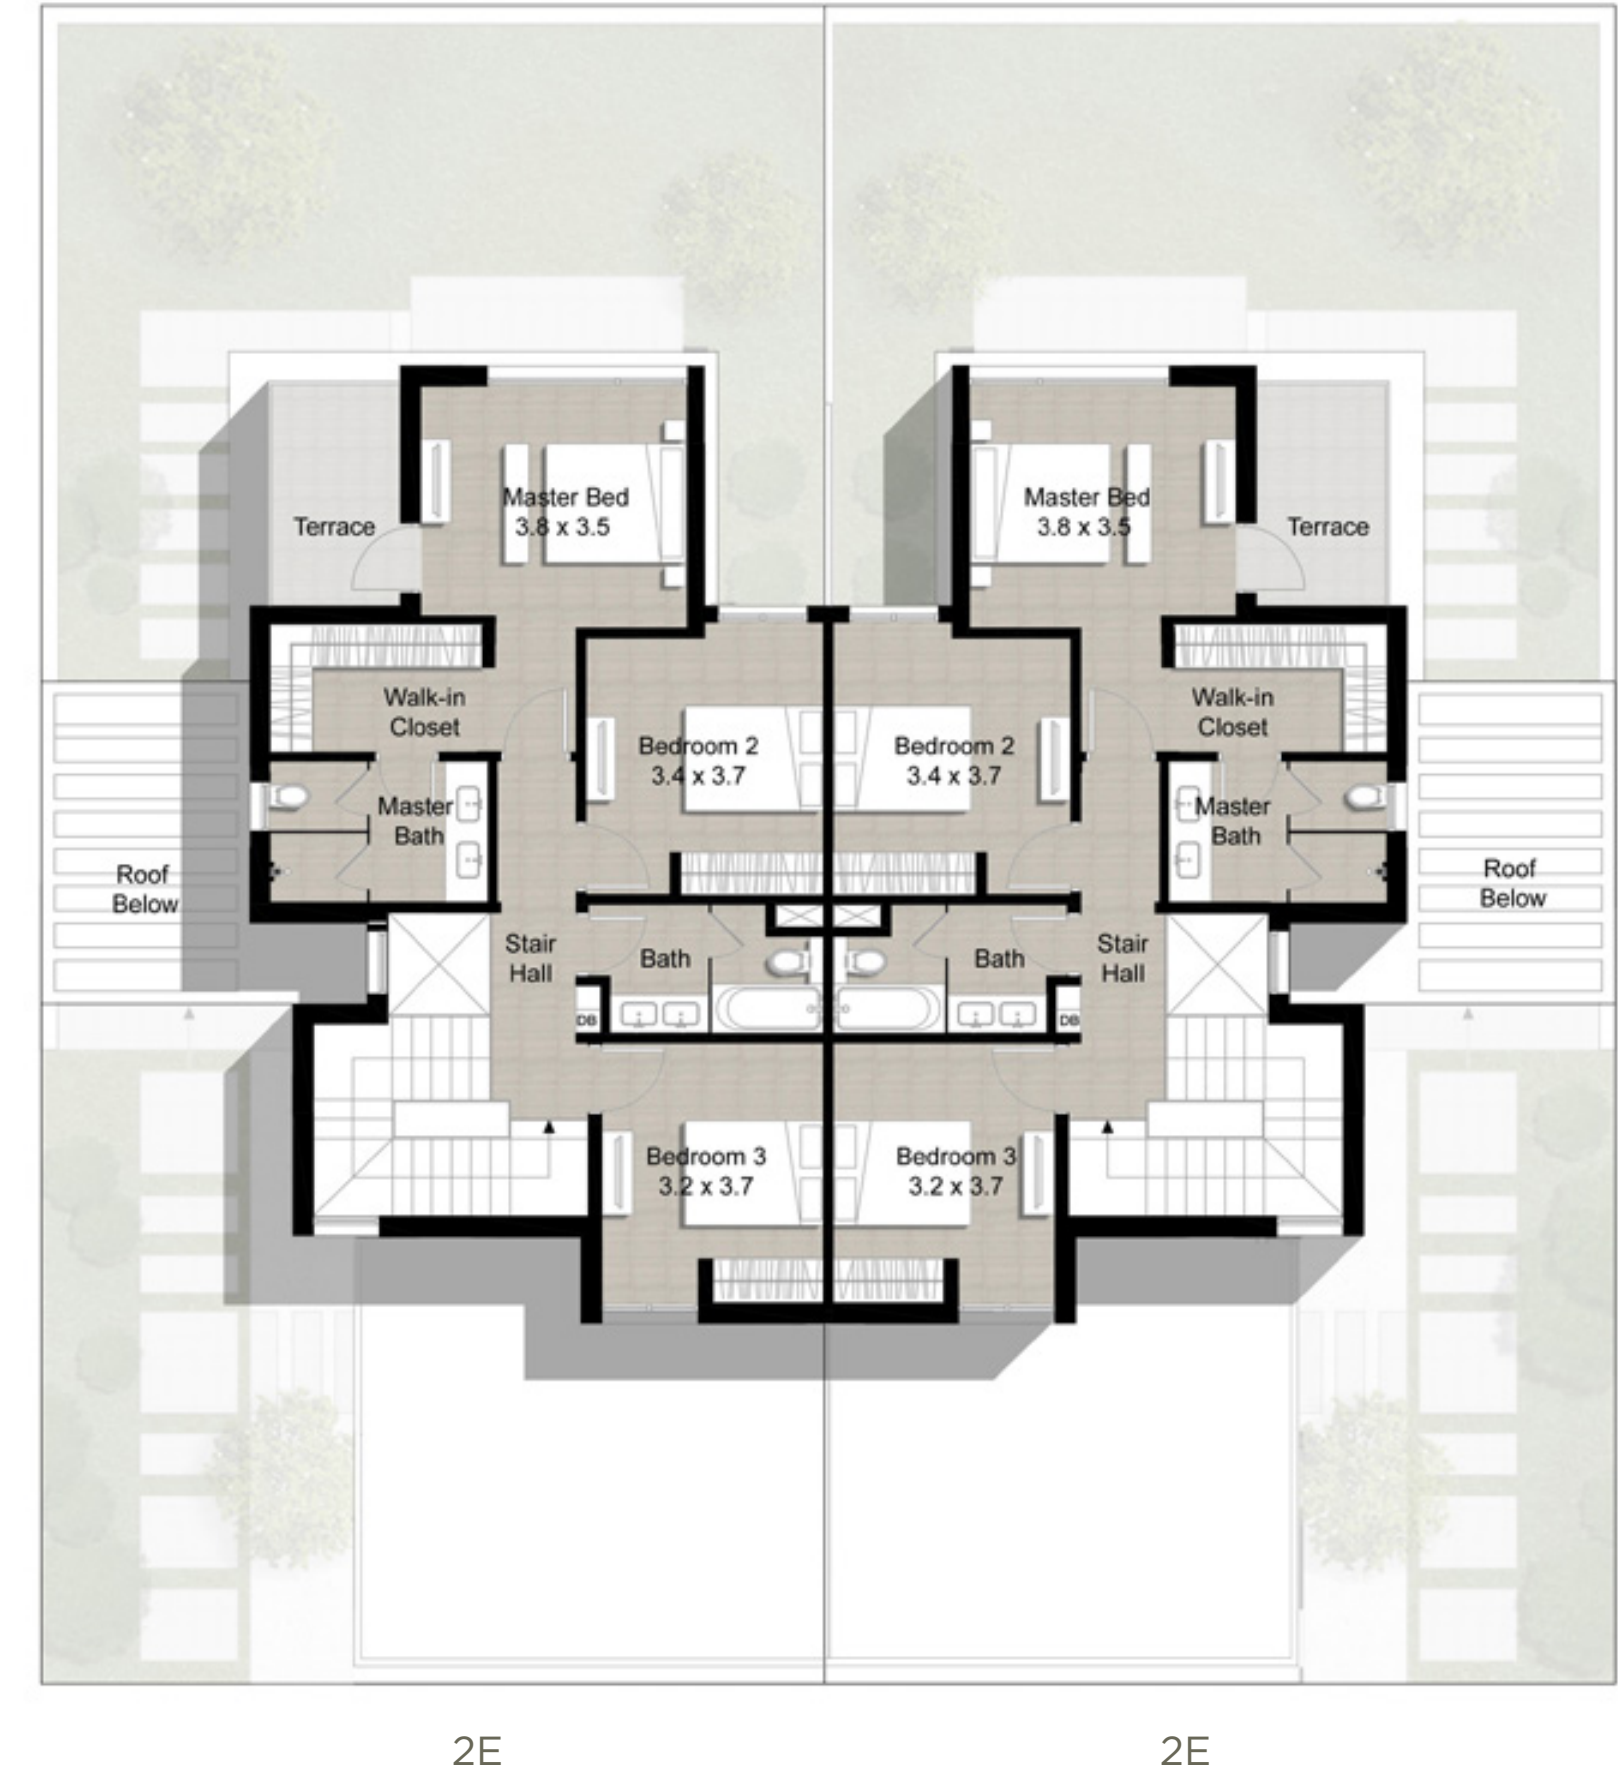 Master Bed
3.8 x 3.5
Master Bed
3.8 x 3.5
Terrace
Terrace
Walk-in
Closet
Walk-in
Closet
Bedroom 2
3.4 x 3.7
Bedroom 2
3.4 x 3.7
Master
Bath
Master
Bath
Roof
Below
Roof
Below
Stair
Hall
Bath
Bath
Stair
Hall
DB
DB
Bedroom 3
3.2 x 3.7
Bedroom 3
3.2 x 3.7
2E
2E